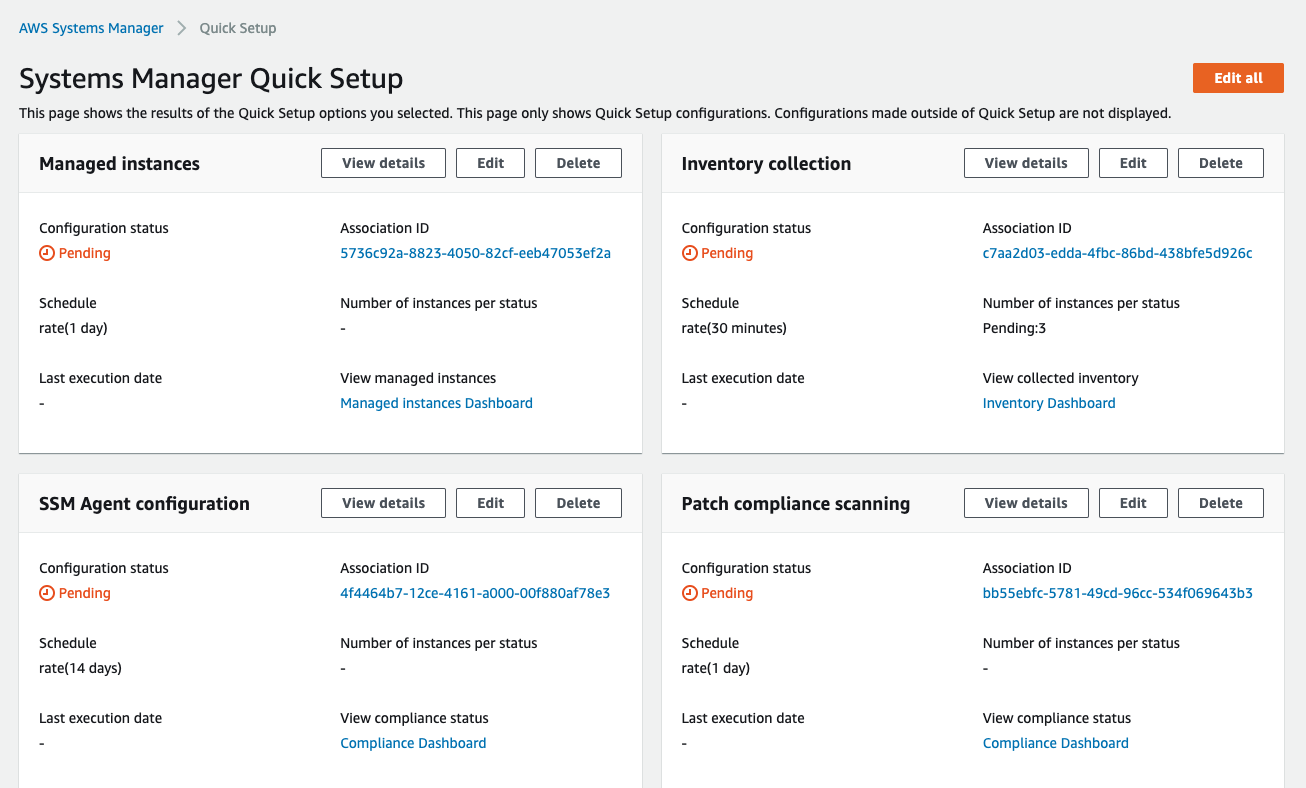 AWS Systems Manager > Quick Setup
Systems Manager Quick Setup
Edit all
This page shows the results of the Quick Setup options you selected. This page only shows Quick Setup configurations. Configurations made outside of Quick Setup are not displayed.
Managed instances
View details
Edit
Delete
Configuration status
Pending
Association ID
5736c92a-8823-4050-82cf-eeb47053ef2a
Schedule
rate(1 day)
Number of instances per status
-
Last execution date
-
View managed instances
Managed instances Dashboard
Inventory collection
View details
Edit
Delete
Configuration status
Pending
Association ID
c7aa2d03-edda-4fbc-86bd-438bfe5d926c
Schedule
rate(30 minutes)
Number of instances per status
Pending:3
Last execution date
-
View collected inventory
Inventory Dashboard
SSM Agent configuration
View details
Edit
Delete
Configuration status
Pending
Association ID
4f4464b7-12ce-4161-a000-00f880af78e3
Schedule
rate(14 days)
Number of instances per status
-
Last execution date
-
View compliance status
Compliance Dashboard
Patch compliance scanning
View details
Edit
Delete
Configuration status
Pending
Association ID
bb55ebfc-5781-49cd-96cc-534f069643b3
Schedule
rate(1 day)
Number of instances per status
-
Last execution date
-
View compliance status
Compliance Dashboard